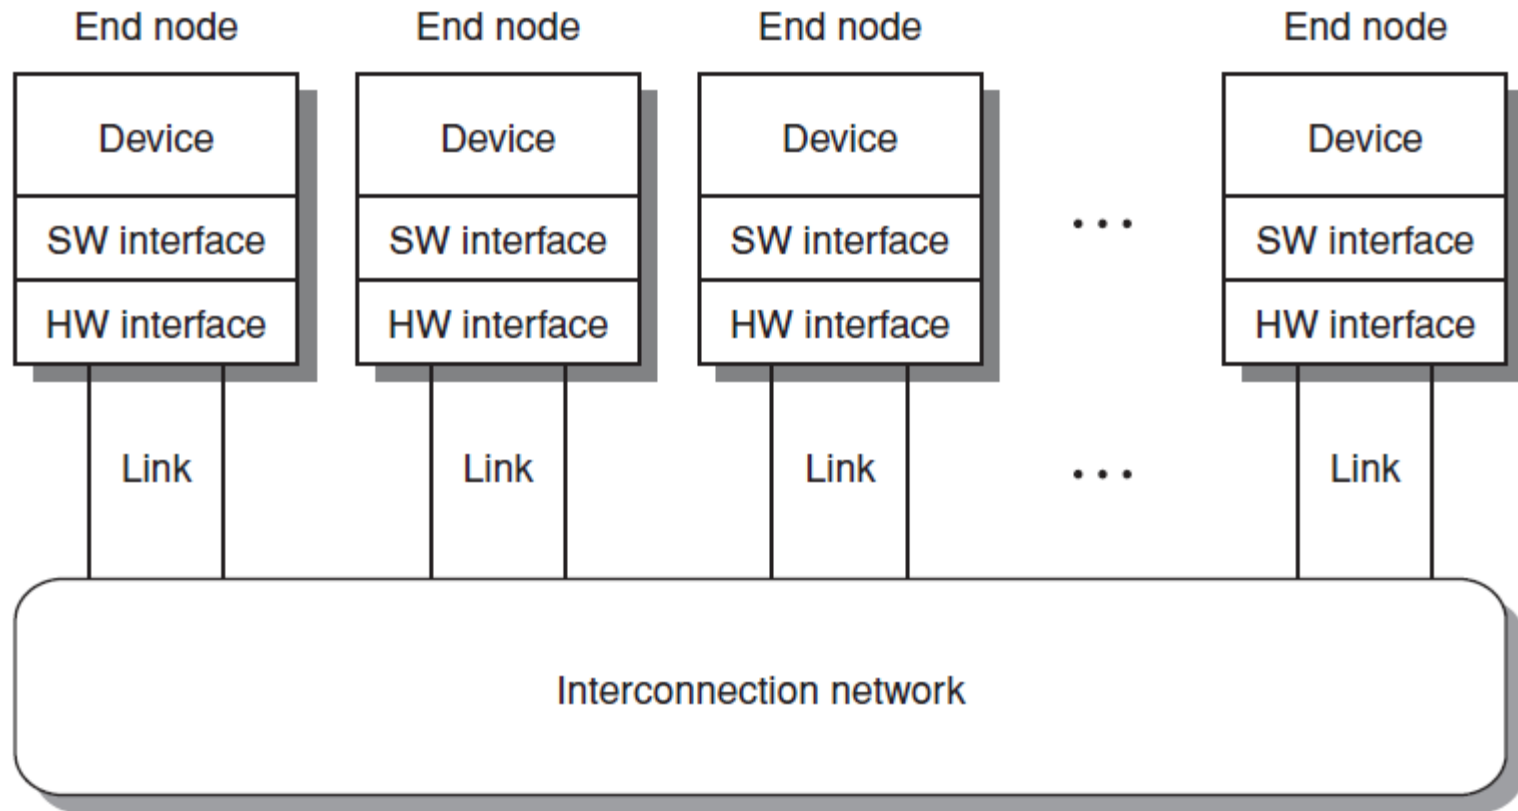 End node End node End node End node
Device Device Device ... Device
SW interface SW interface SW interface SW interface
HW interface HW interface HW interface HW interface
Link Link Link ... Link
Interconnection network